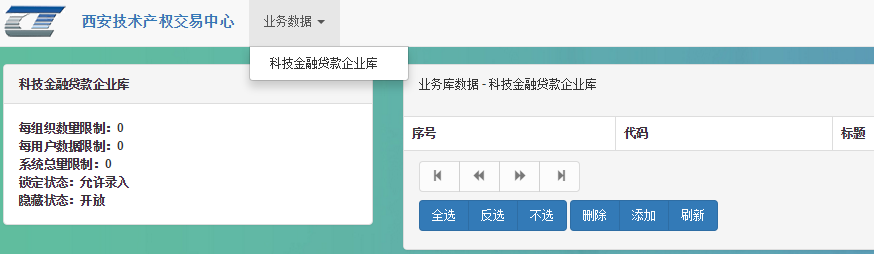 西安技术产权交易中心 业务数据
科技金融贷款企业库
科技金融贷款企业库
每组织数量限制：0
每用户数据限制：0
系统总量限制：0
锁定状态：允许录入
隐藏状态：开放
业务库数据 - 科技金融贷款企业库
序号 代码 标题
全选 反选 不选 删除 添加 刷新